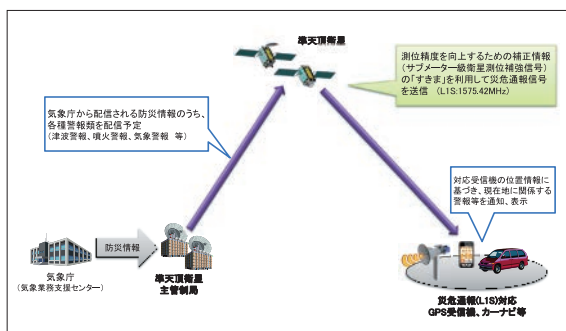 準天頂衛星
測位精度を向上するための補正情報
(サブメーター級衛星測位補強信号)
の「すきま」を利用して災危通報信号
を送信 (L1S:1575.42MHz)
気象庁から配信される防災情報のうち、
各種警報類を配信予定
(津波警報、噴火警報、気象警報 等)
対応受信機の位置情報に
基づき、現在地に関係する
警報等を通知、表示
防災情報
気象庁
(気象業務支援センター)
準天頂衛星
主管制局
災危通報(L1S)対応
GPS受信機、カーナビ等